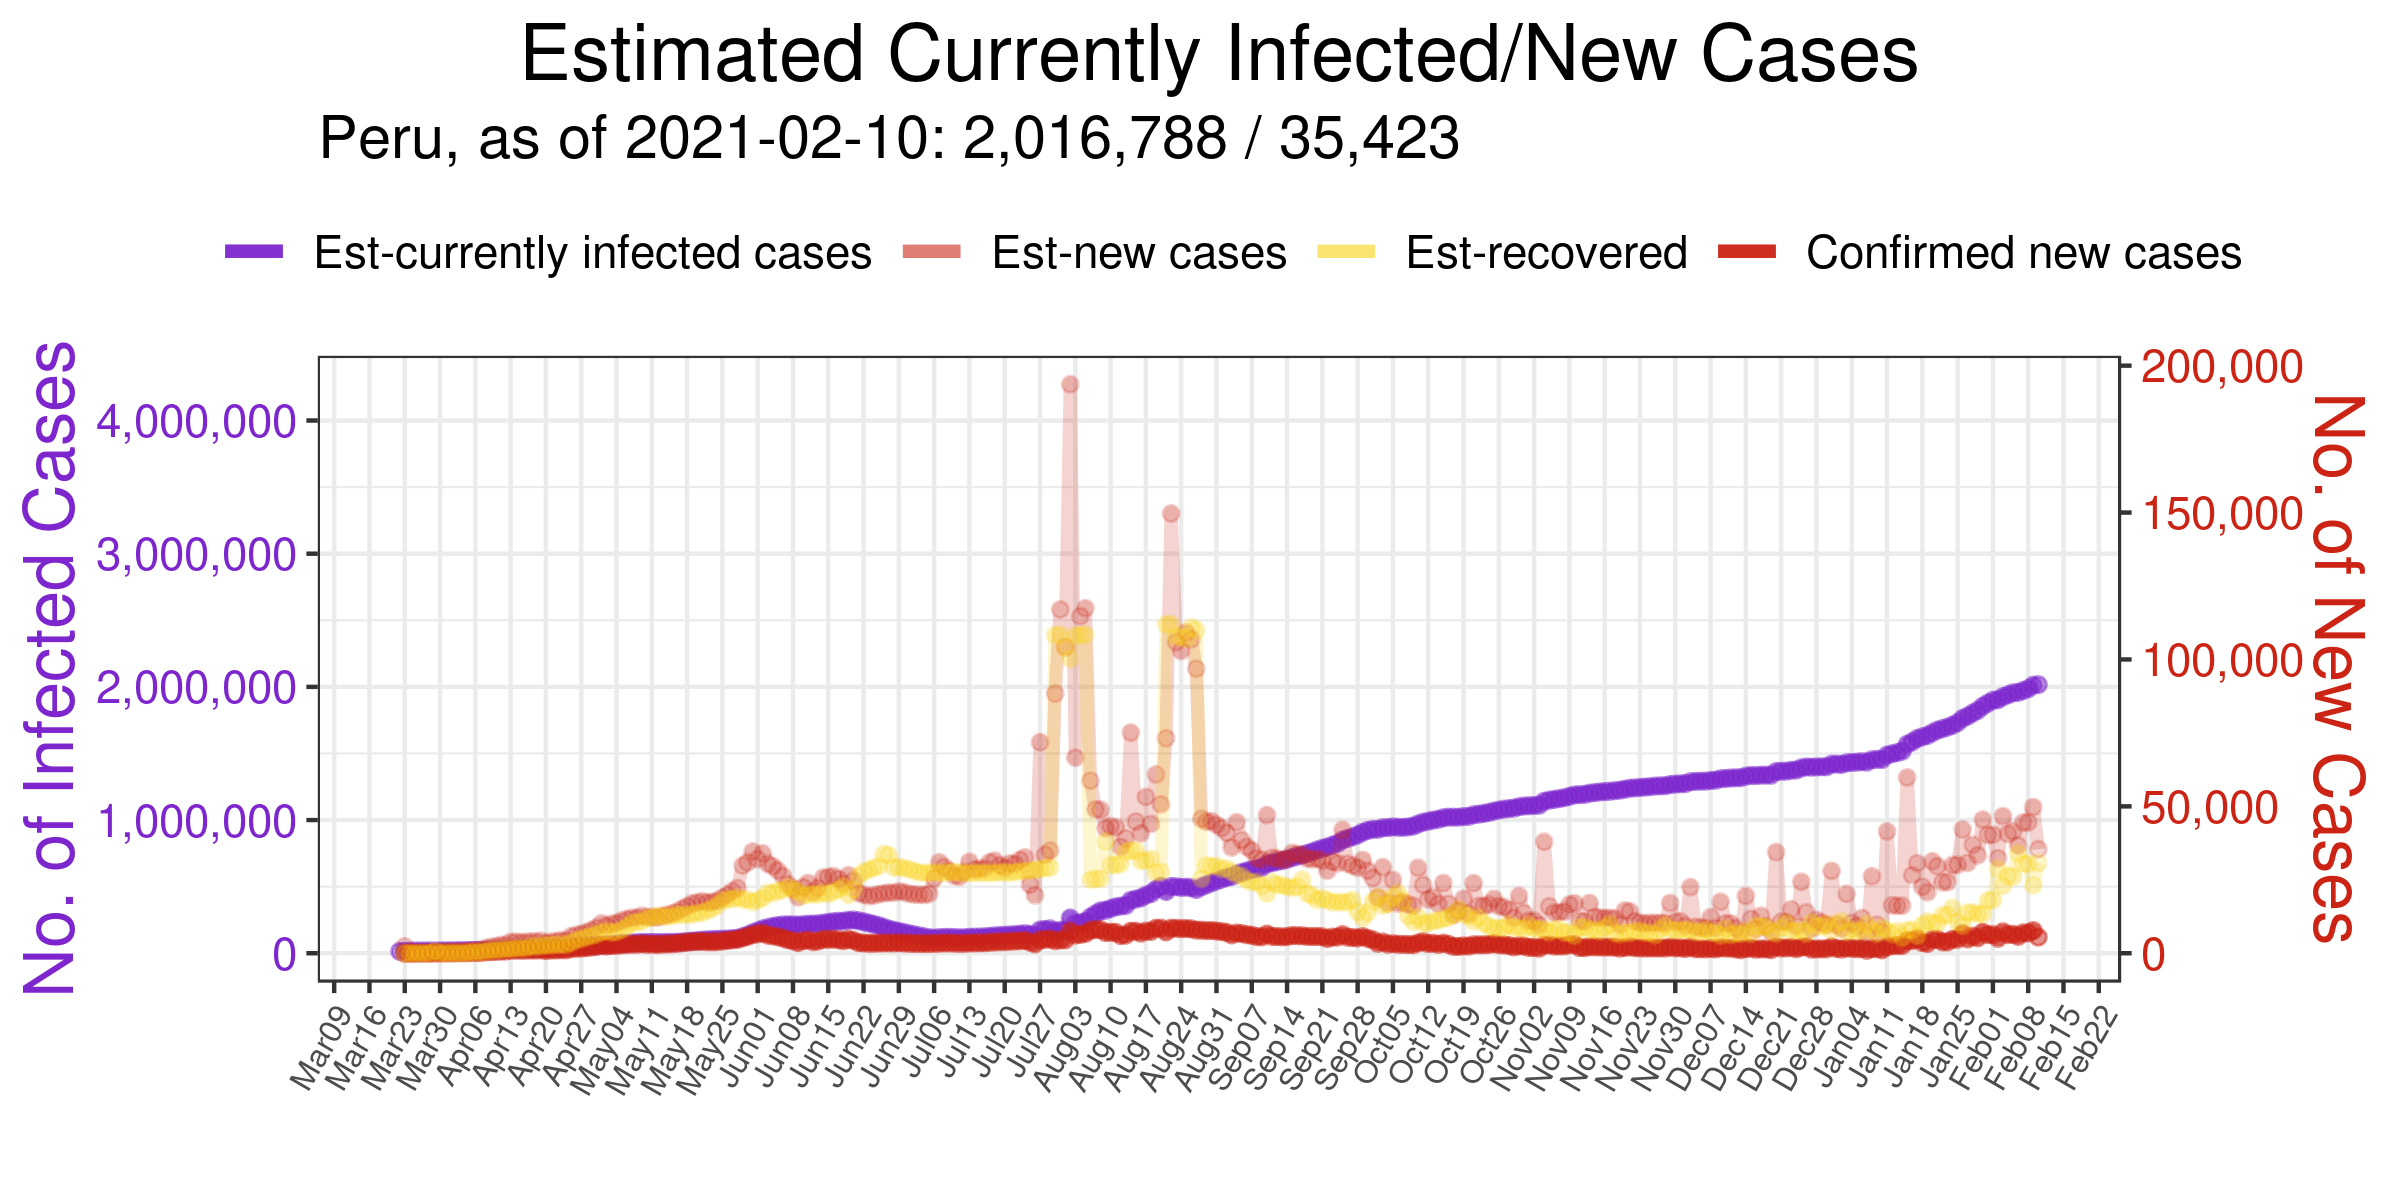 Estimated Currently Infected/New Cases
Peru, as of 2021-02-10: 2,016,788 / 35,423
Est-currently infected cases Est-new cases Est-recovered Confirmed new cases
No. of Infected Cases
4,000,000
3,000,000
2,000,000
1,000,000
0
200,000
150,000
100,000
50,000
0
No. of New Cases
Mar09 Mar16 Mar23 Mar30 Apr06 Apr13 Apr20 Apr27 May04 May11 May18 May25 Jun01 Jun08 Jun15 Jun22 Jun29 Jul06 Jul13 Jul20 Jul27 Aug03 Aug10 Aug17 Aug24 Aug31 Sep07 Sep14 Sep21 Sep28 Oct05 Oct12 Oct19 Oct26 Nov02 Nov09 Nov16 Nov23 Nov30 Dec07 Dec14 Dec21 Dec28 Jan04 Jan11 Jan18 Jan25 Feb01 Feb08 Feb15 Feb22